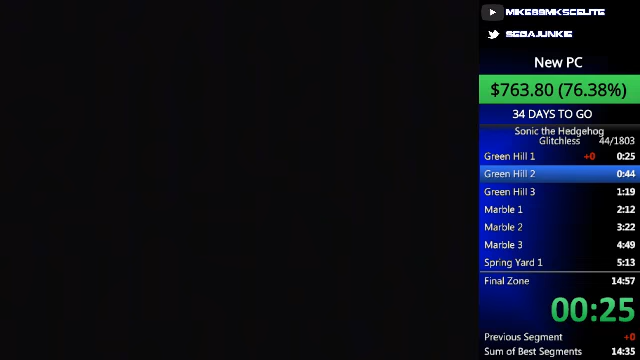 MIKE89MKSCELITE
SEGAJUNKIE
New PC
$763.80 (76.38%)
34 DAYS TO GO
Sonic the Hedgehog
Glitchless 44/1803
Green Hill 1 +0 0:25
Green Hill 2 0:44
Green Hill 3 1:19
Marble 1 2:12
Marble 2 3:22
Marble 3 4:49
Spring Yard 1 5:13
Final Zone 14:57
00:25
Previous Segment +0
Sum of Best Segments 14:35